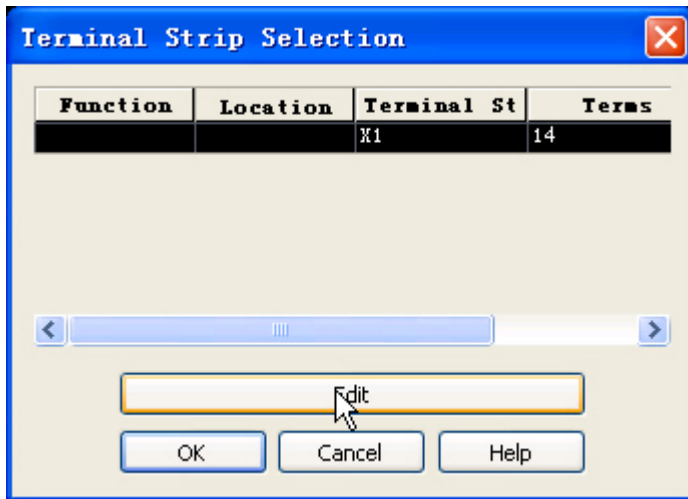 Terminal Strip Selection
Function Location Terminal St Terms
X1 14
Edit
OK Cancel Help